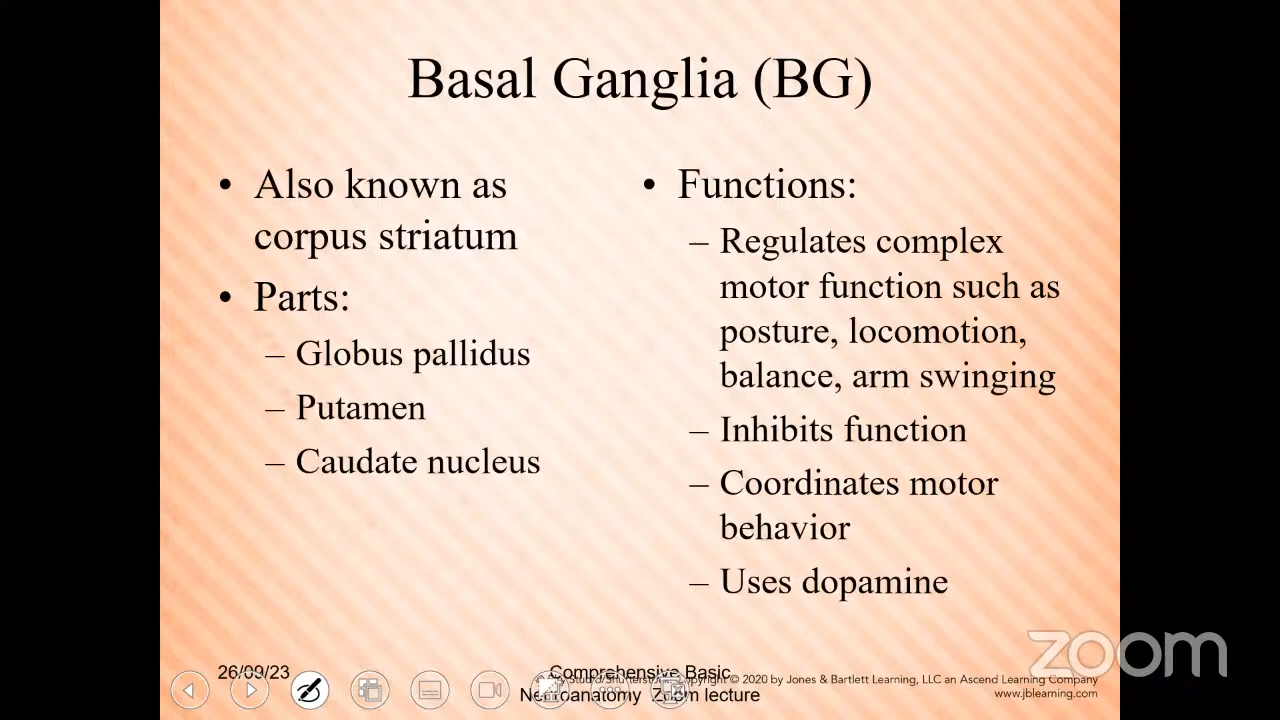 Basal Ganglia (BG)
• Also known as
corpus striatum
• Parts:
– Globus pallidus
– Putamen
– Caudate nucleus
• Functions:
– Regulates complex
motor function such as
posture, locomotion,
balance, arm swinging
– Inhibits function
– Coordinates motor
behavior
– Uses dopamine
zoom
26/09/23
Comprehensive Basic
Neuroanatomy Zoom lecture
Copyright © 2020 by Jones & Bartlett Learning, LLC an Ascend Learning Company
www.jblearning.com